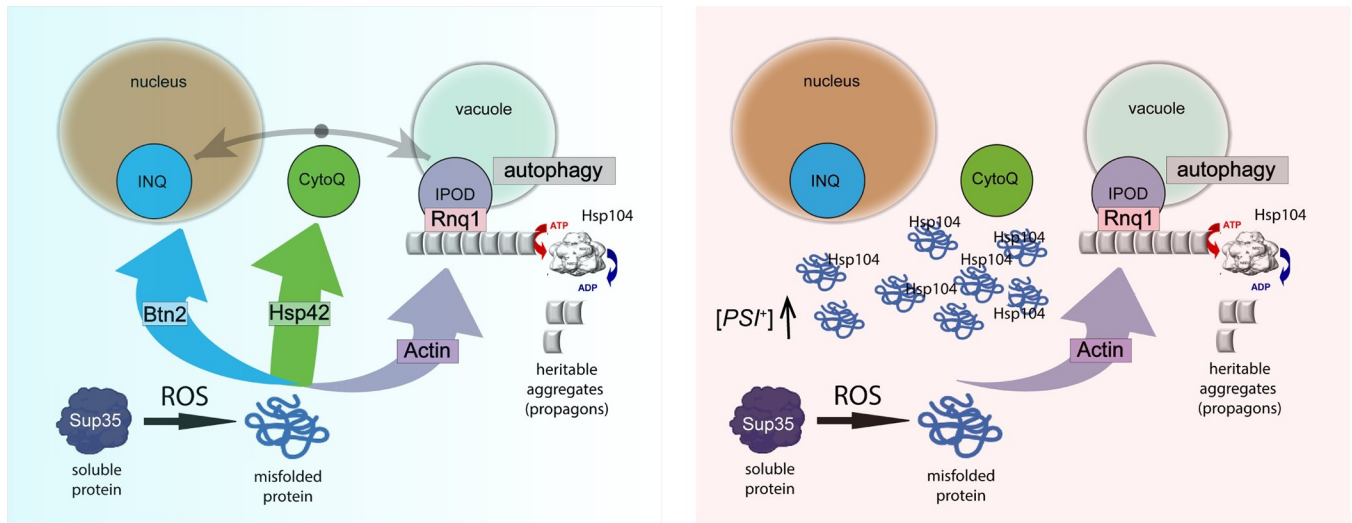 nucleus
vacuole
INQ
CytoQ
IPOD
autophagy
Rnq1
Hsp104
ATP
ADP
Btn2
Hsp42
Actin
heritable
aggregates
(propagons)
ROS
Sup35
soluble
protein
misfolded
protein
nucleus
vacuole
INQ
CytoQ
IPOD
autophagy
Rnq1
Hsp104
ATP
ADP
Hsp104
Hsp104
Hsp104
Hsp104
Hsp104
Hsp104
[PSI+]
Actin
heritable
aggregates
(propagons)
ROS
Sup35
soluble
protein
misfolded
protein